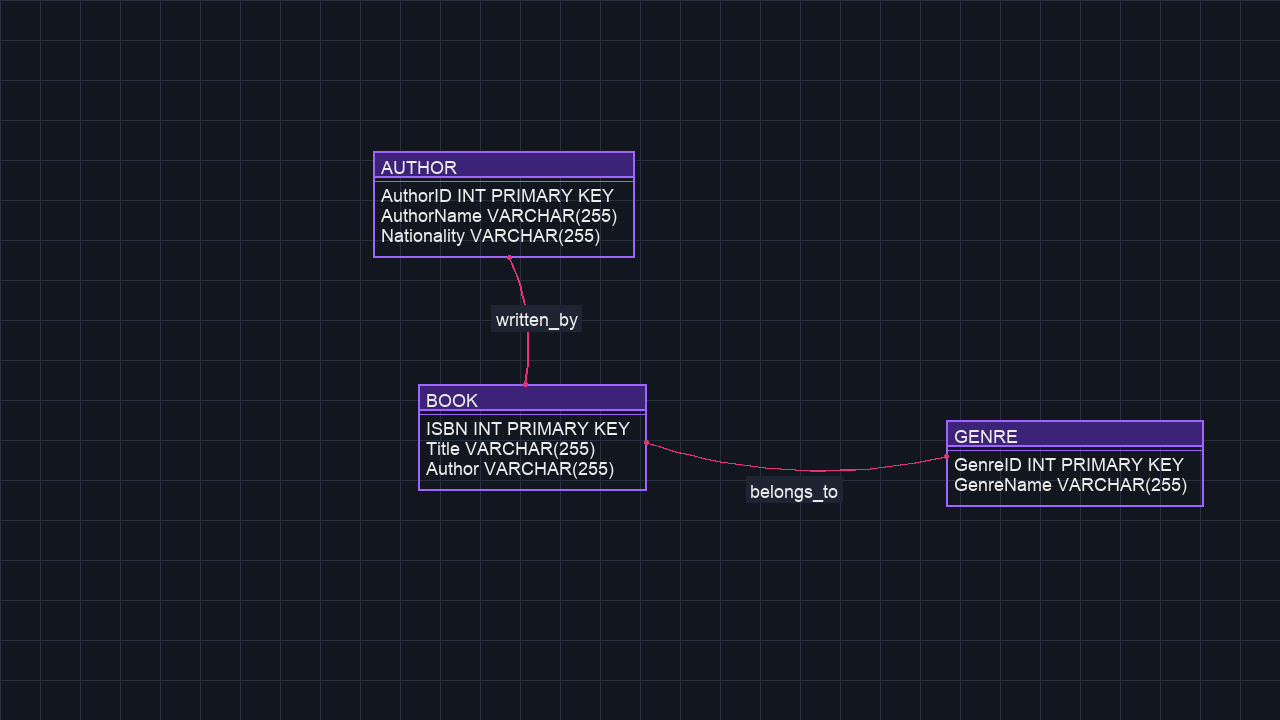 AUTHOR
AuthorID INT PRIMARY KEY
AuthorName VARCHAR(255)
Nationality VARCHAR(255)
written_by
BOOK
ISBN INT PRIMARY KEY
Title VARCHAR(255)
Author VARCHAR(255)
belongs_to
GENRE
GenreID INT PRIMARY KEY
GenreName VARCHAR(255)